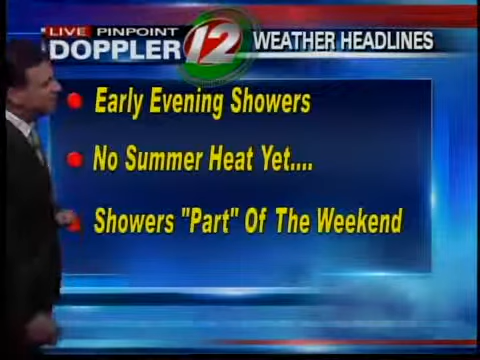 LIVE PINPOINT
DOPPLER 12 WEATHER HEADLINES
Early Evening Showers
No Summer Heat Yet....
Showers "Part" Of The Weekend